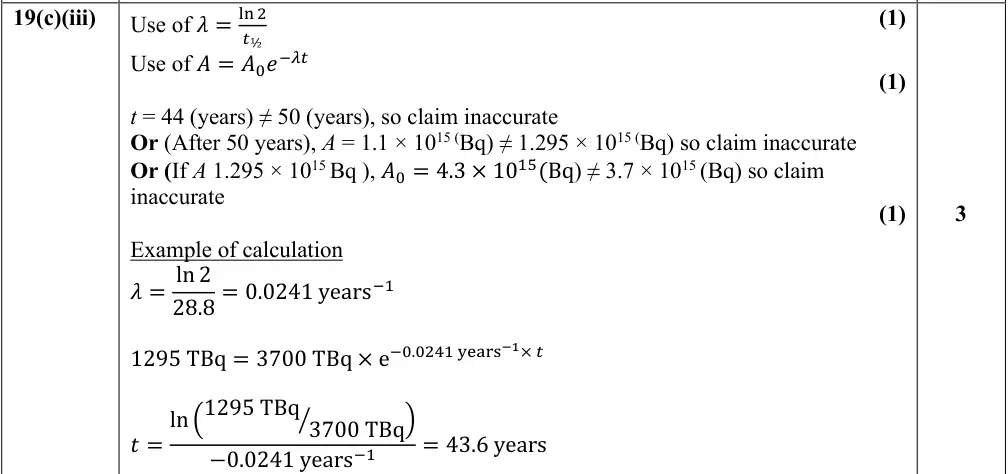 19(c)(iii)
Use of λ = ln 2 / t½ (1)
Use of A = A₀e^(−λt)
(1)
t = 44 (years) ≠ 50 (years), so claim inaccurate
Or (After 50 years), A = 1.1 × 10¹⁵ ⁽Bq) ≠ 1.295 × 10¹⁵ ⁽Bq) so claim inaccurate
Or (If A 1.295 × 10¹⁵ Bq ), A₀ = 4.3 × 10¹⁵(Bq) ≠ 3.7 × 10¹⁵ (Bq) so claim
inaccurate
(1) 3
Example of calculation
λ = ln 2 / 28.8 = 0.0241 years⁻¹
1295 TBq = 3700 TBq × e^(−0.0241 years⁻¹× t)
t = ln (1295 TBq/3700 TBq) / −0.0241 years⁻¹ = 43.6 years